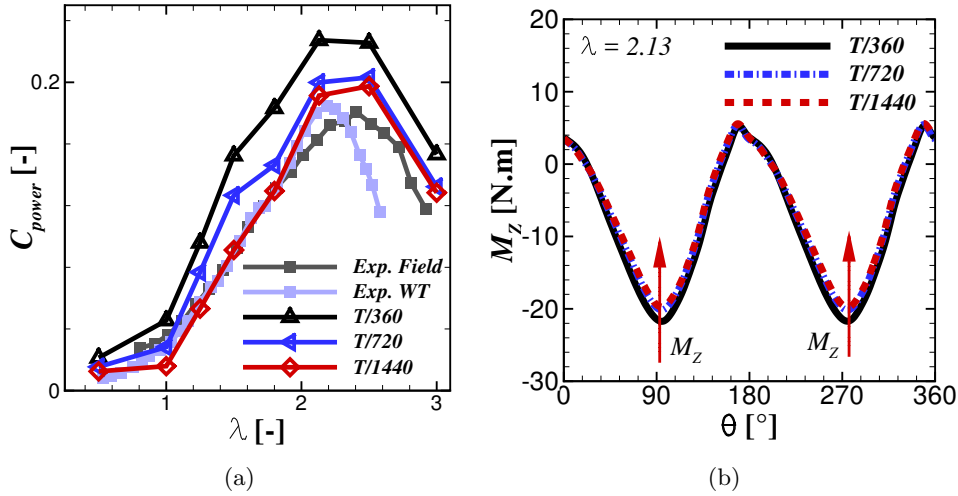 0.2
0
C_power [-]
1
2
3
λ [-]
Exp. Field
Exp. WT
T/360
T/720
T/1440
(a)
20
10
0
-10
-20
-30
M_Z [N.m]
λ = 2.13
T/360
T/720
T/1440
M_Z
M_Z
0
90
180
270
360
θ [°]
(b)